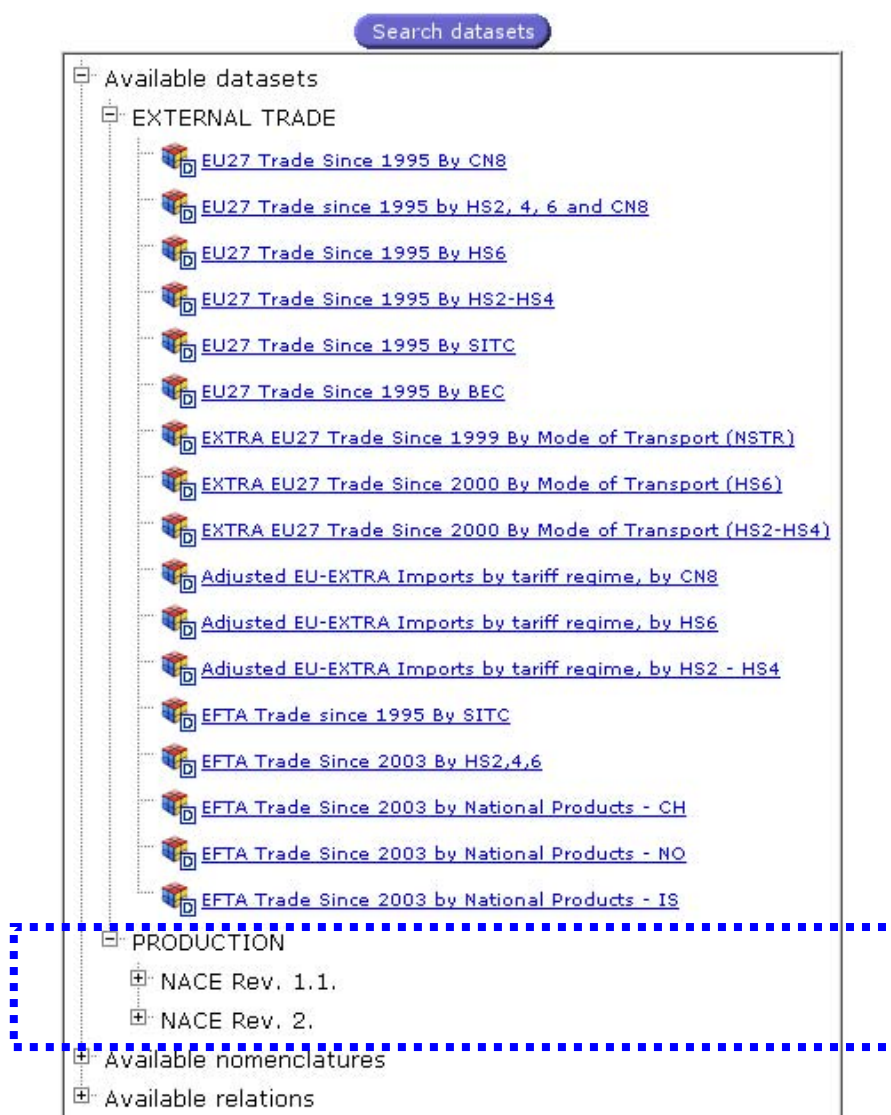 Search datasets
Available datasets
EXTERNAL TRADE
EU27 Trade Since 1995 By CN8
EU27 Trade since 1995 by HS2, 4, 6 and CN8
EU27 Trade Since 1995 By HS6
EU27 Trade Since 1995 By HS2-HS4
EU27 Trade Since 1995 By SITC
EU27 Trade Since 1995 By BEC
EXTRA EU27 Trade Since 1999 By Mode of Transport (NSTR)
EXTRA EU27 Trade Since 2000 By Mode of Transport (HS6)
EXTRA EU27 Trade Since 2000 By Mode of Transport (HS2-HS4)
Adjusted EU-EXTRA Imports by tariff regime, by CN8
Adjusted EU-EXTRA Imports by tariff regime, by HS6
Adjusted EU-EXTRA Imports by tariff regime, by HS2 - HS4
EFTA Trade since 1995 By SITC
EFTA Trade Since 2003 By HS2,4,6
EFTA Trade Since 2003 by National Products - CH
EFTA Trade Since 2003 by National Products - NO
EFTA Trade Since 2003 by National Products - IS
PRODUCTION
NACE Rev. 1.1.
NACE Rev. 2.
Available nomenclatures
Available relations